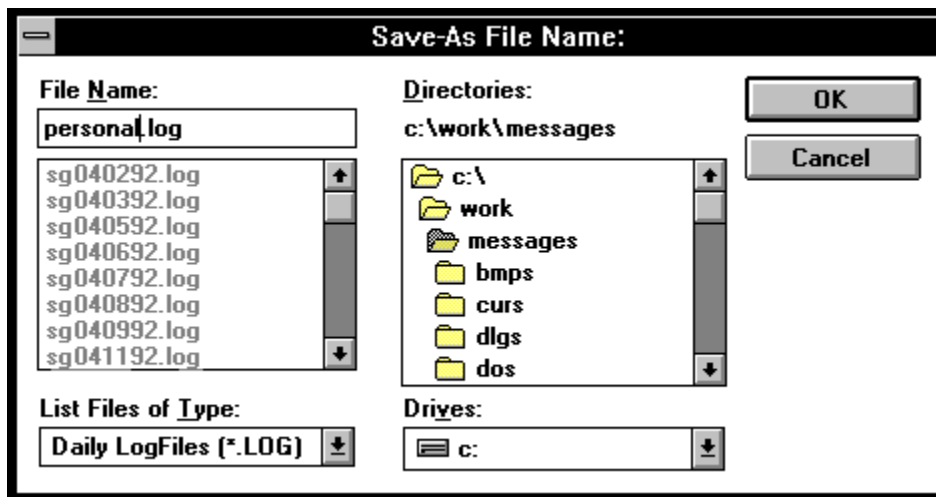 Save-As File Name:
File Name:
personal.log
sg040292.log
sg040392.log
sg040592.log
sg040692.log
sg040792.log
sg040892.log
sg040992.log
sg041192.log
List Files of Type:
Daily LogFiles (*.LOG)
Directories:
c:\work\messages
c:\
work
messages
bmps
curs
dlgs
dos
Drives:
c:
OK
Cancel